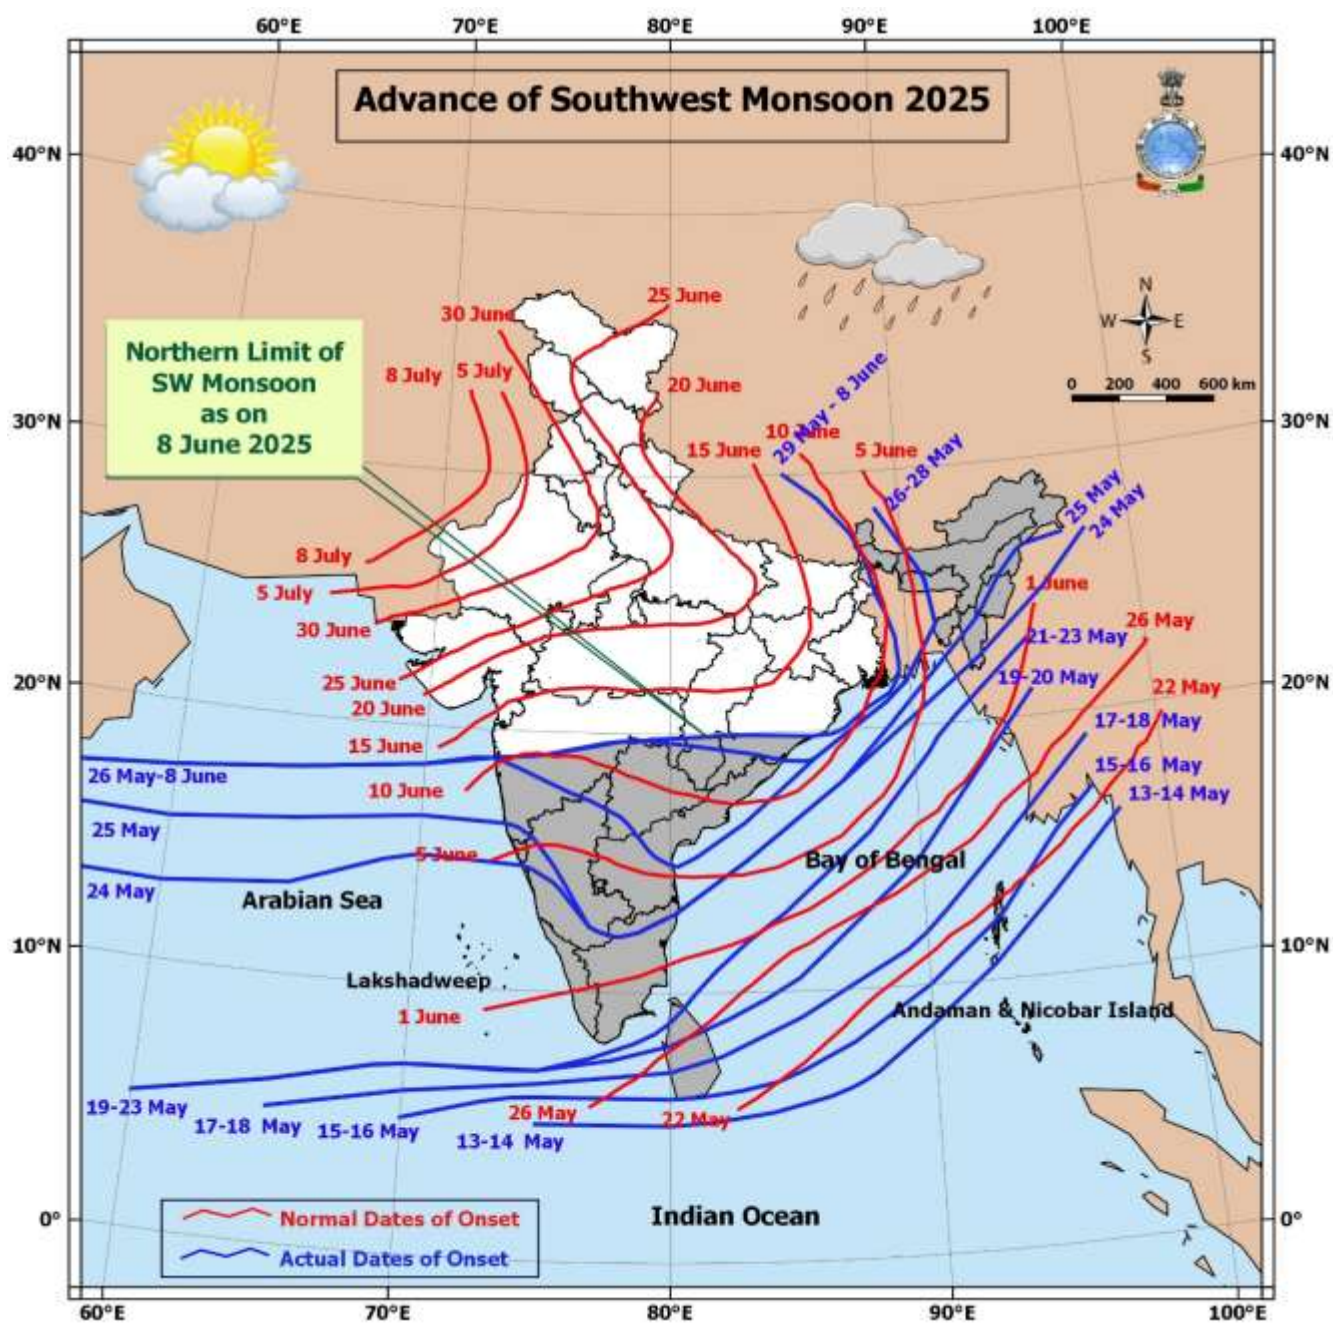 60°E 70°E 80°E 90°E 100°E
Advance of Southwest Monsoon 2025
40°N 40°N
N
W E
S
0 200 400 600 km
25 June
30 June
Northern Limit of
SW Monsoon
as on
8 June 2025
8 July 5 July
20 June
29 May - 8 June
10 June
15 June
5 June
26-28 May
30°N 30°N
25 May
24 May
8 July
5 July
1 June
26 May
30 June
21-23 May
19-20 May
25 June
20°N 20°N
22 May
20 June
17-18 May
15 June
15-16 May
26 May-8 June
10 June
13-14 May
25 May
5 June
Bay of Bengal
24 May
Arabian Sea
10°N 10°N
Lakshadweep
1 June
Andaman & Nicobar Island
19-23 May
17-18 May
15-16 May
13-14 May
26 May
22 May
0° 0°
Indian Ocean
Normal Dates of Onset
Actual Dates of Onset
60°E 70°E 80°E 90°E 100°E